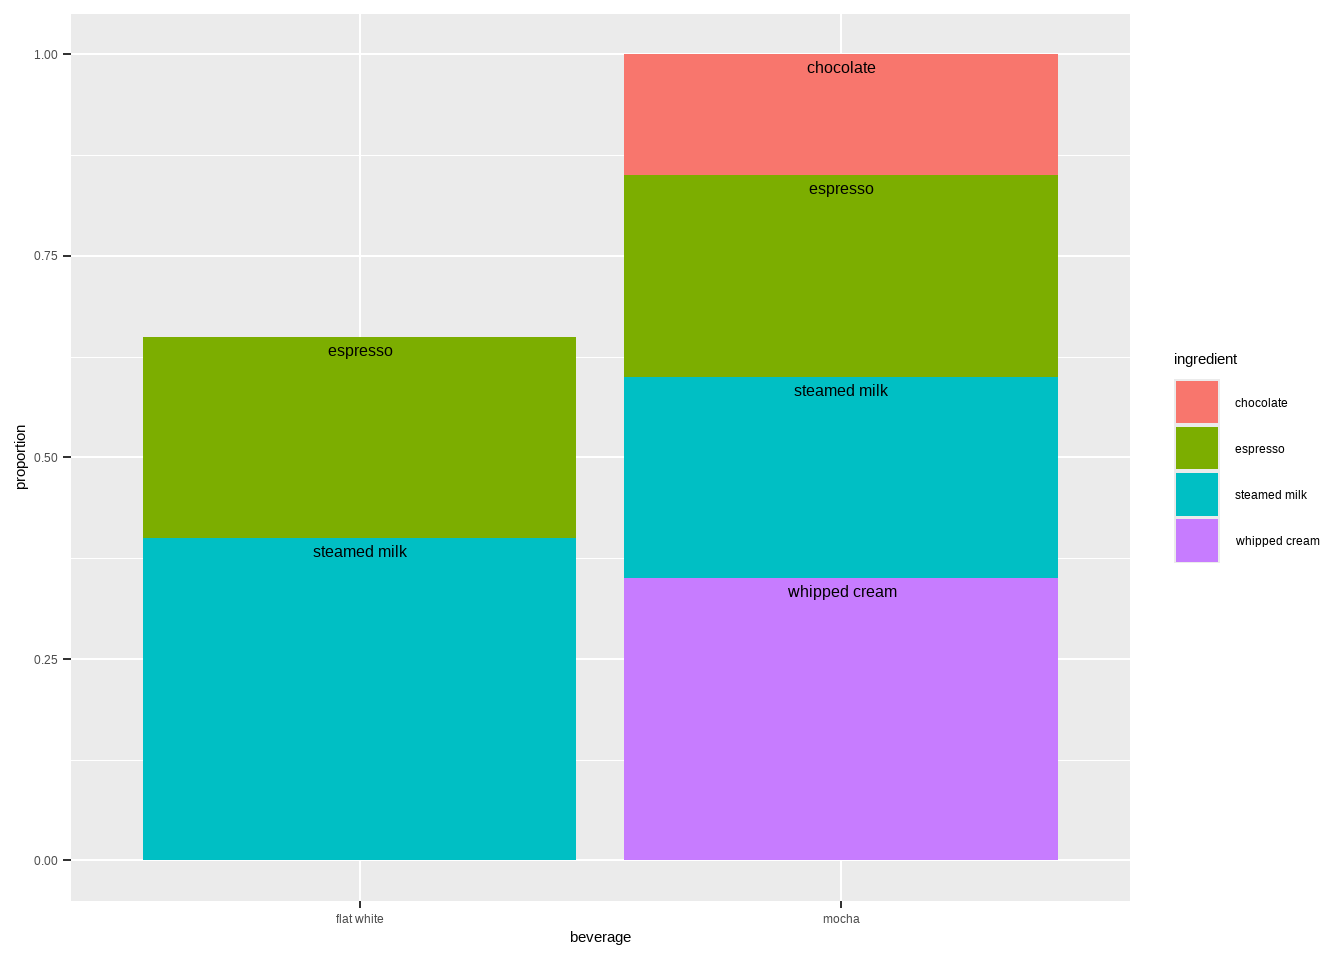 1.00
0.75
0.50
0.25
0.00
proportion
chocolate
espresso
steamed milk
whipped cream
espresso
steamed milk
flat white
mocha
beverage
ingredient
chocolate
espresso
steamed milk
whipped cream